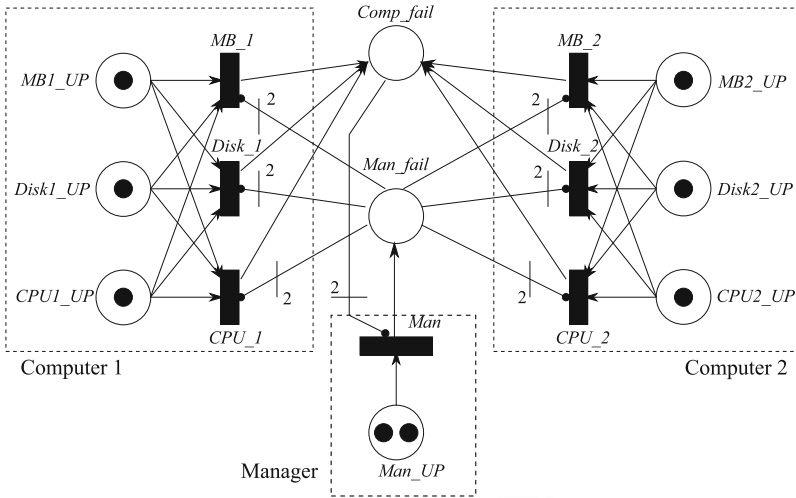 Comp_fail
MB_1
MB_2
MB1_UP
2
2
MB2_UP
Disk_1
Disk_2
Man_fail
2
2
Disk1_UP
Disk2_UP
CPU1_UP
2
2
2
CPU2_UP
Man
CPU_1
CPU_2
Computer 1
Computer 2
Manager
Man_UP